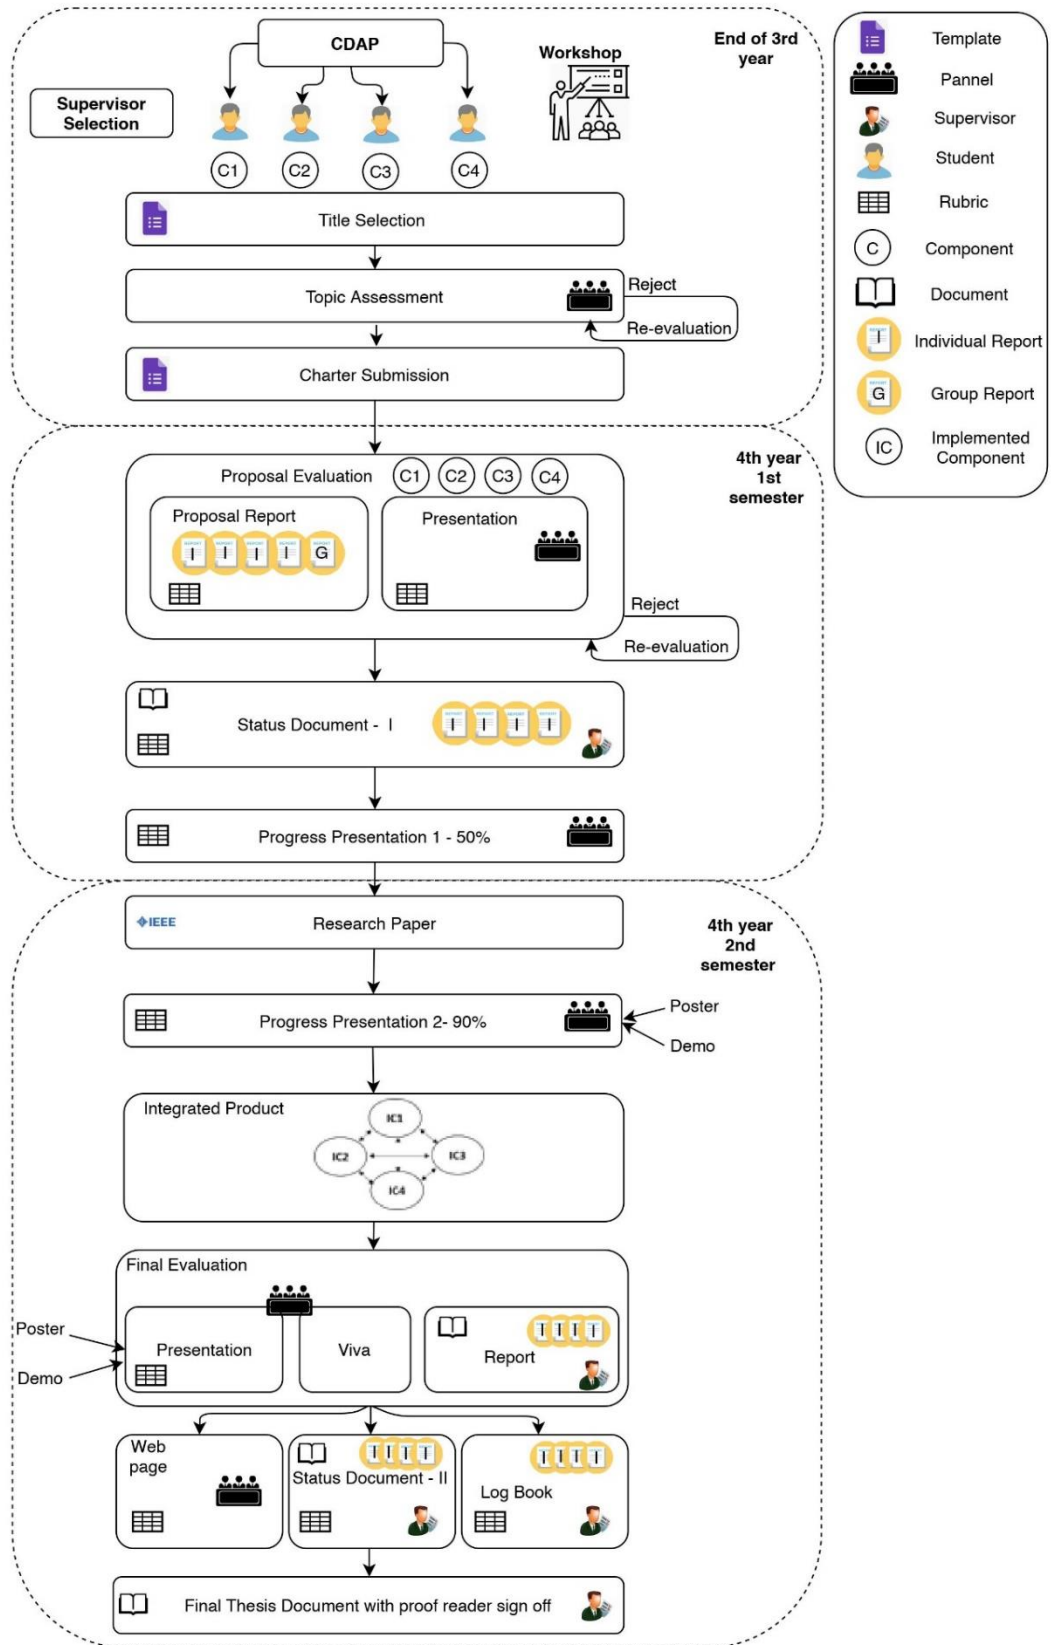 CDAP
End of 3rd
year
Workshop
Supervisor
Selection
C1
C2
C3
C4
Title Selection
Topic Assessment
Reject
Re-evaluation
Charter Submission
Template
Pannel
Supervisor
Student
Rubric
C
Component
Document
I
Individual Report
G
Group Report
IC
Implemented
Component
4th year
1st
semester
Proposal Evaluation
C1
C2
C3
C4
Proposal Report
I
I
I
I
G
Presentation
Reject
Re-evaluation
Status Document - I
I
I
I
I
Progress Presentation 1 - 50%
4th year
2nd
semester
IEEE
Research Paper
Progress Presentation 2- 90%
Poster
Demo
Integrated Product
IC1
IC2
IC3
IC4
Final Evaluation
Poster
Demo
Presentation
Viva
I
I
I
I
Report
Web
page
I
I
I
I
Status Document - II
I
I
I
I
Log Book
Final Thesis Document with proof reader sign off